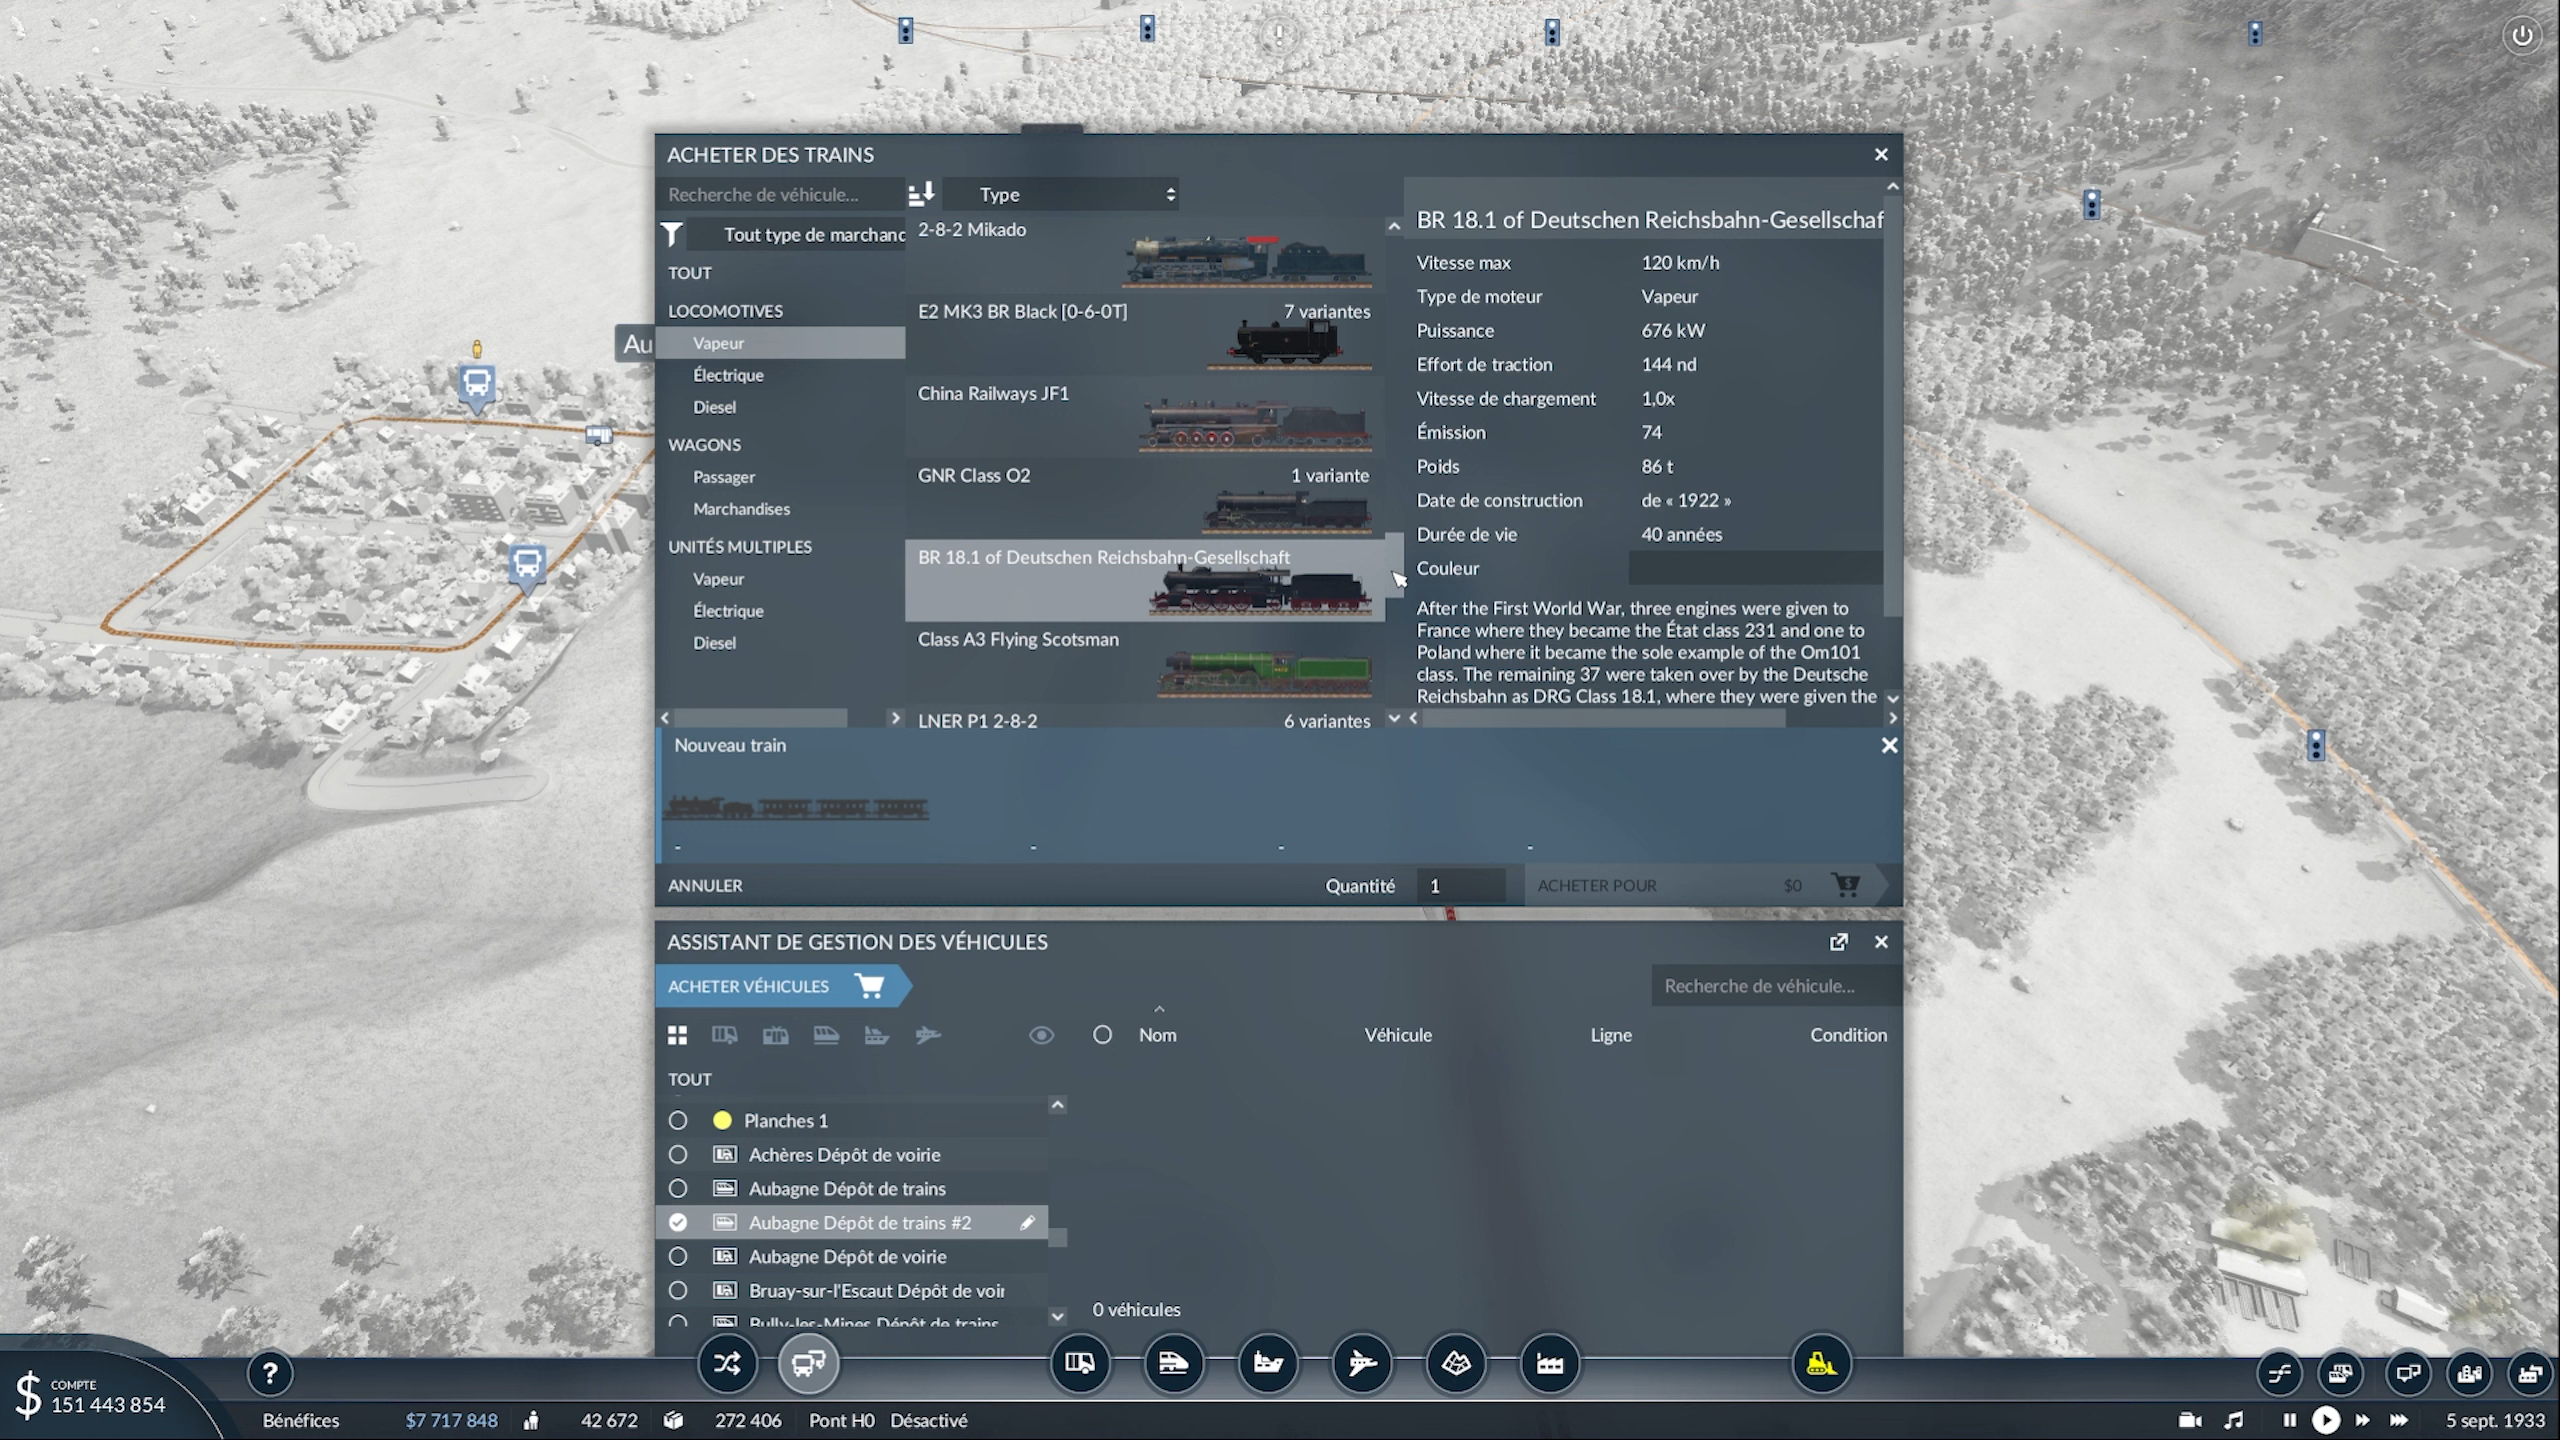 Au
ACHETER DES TRAINS
Recherche de véhicule...
Type
Tout type de marchanc
TOUT
LOCOMOTIVES
Vapeur
Électrique
Diesel
WAGONS
Passager
Marchandises
UNITÉS MULTIPLES
Vapeur
Électrique
Diesel
2-8-2 Mikado
E2 MK3 BR Black [0-6-0T]
7 variantes
China Railways JF1
GNR Class O2
1 variante
BR 18.1 of Deutschen Reichsbahn-Gesellschaft
Class A3 Flying Scotsman
LNER P1 2-8-2
6 variantes
BR 18.1 of Deutschen Reichsbahn-Gesellschaf
Vitesse max 120 km/h
Type de moteur Vapeur
Puissance 676 kW
Effort de traction 144 nd
Vitesse de chargement 1,0x
Émission 74
Poids 86 t
Date de construction de « 1922 »
Durée de vie 40 années
Couleur
After the First World War, three engines were given to
France where they became the État class 231 and one to
Poland where it became the sole example of the Om101
class. The remaining 37 were taken over by the Deutsche
Reichsbahn as DRG Class 18.1, where they were given the
Nouveau train
- - - -
ANNULER
Quantité 1
ACHETER POUR $0
ASSISTANT DE GESTION DES VÉHICULES
ACHETER VÉHICULES
Recherche de véhicule...
Nom Véhicule Ligne Condition
TOUT
Planches 1
Achères Dépôt de voirie
Aubagne Dépôt de trains
Aubagne Dépôt de trains #2
Aubagne Dépôt de voirie
Bruay-sur-l'Escaut Dépôt de voir
Bully-les-Mines Dépôt de trains
0 véhicules
?
$ COMPTE
151 443 854
Bénéfices $7 717 848 42 672 272 406 Pont H0 Désactivé
5 sept. 1933